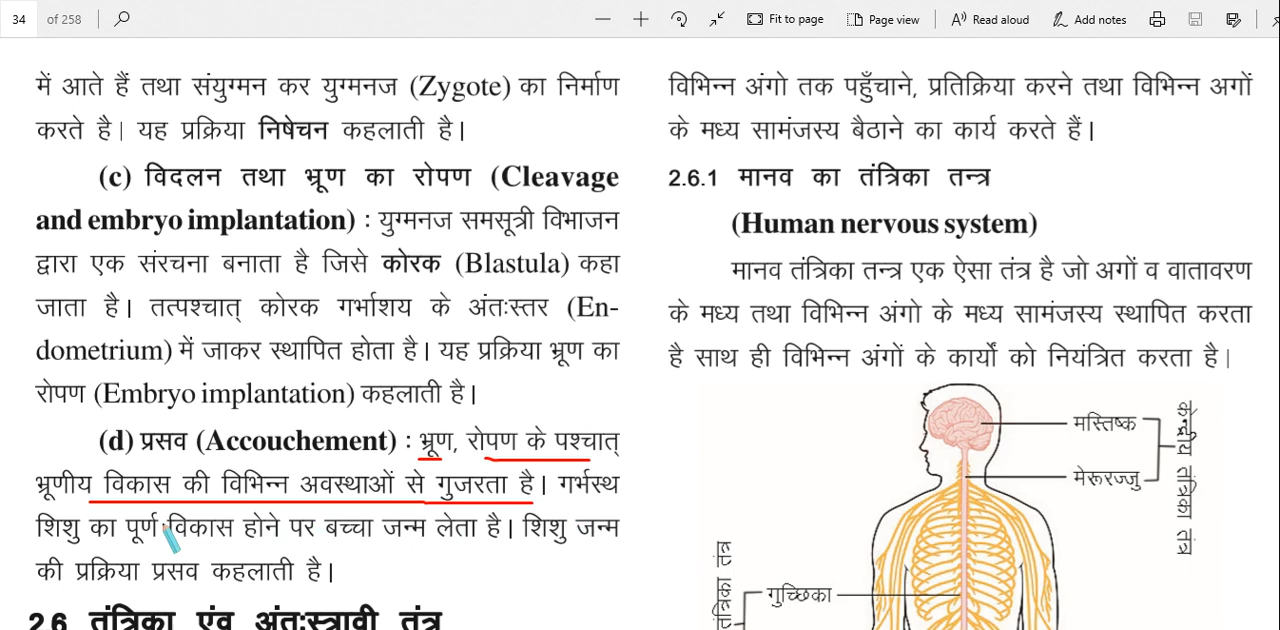 34 of 258 Fit to page Page view Read aloud Add notes
में आते हैं तथा संयुग्मन कर युग्मनज (Zygote) का निर्माण
करते है। यह प्रक्रिया निषेचन कहलाती है।
(c) विदलन तथा भ्रूण का रोपण (Cleavage
and embryo implantation) : युग्मनज समसूत्री विभाजन
द्वारा एक संरचना बनाता है जिसे कोरक (Blastula) कहा
जाता है। तत्पश्चात् कोरक गर्भाशय के अंतःस्तर (En-
dometrium) में जाकर स्थापित होता है। यह प्रक्रिया भ्रूण का
रोपण (Embryo implantation) कहलाती है।
(d) प्रसव (Accouchement) : भ्रूण, रोपण के पश्चात्
भ्रूणीय विकास की विभिन्न अवस्थाओं से गुजरता है। गर्भस्थ
शिशु का पूर्ण विकास होने पर बच्चा जन्म लेता है। शिशु जन्म
की प्रक्रिया प्रसव कहलाती है।
2.6 तंत्रिका एंव अंतःस्त्रावी तंत्र
विभिन्न अंगो तक पहुँचाने, प्रतिक्रिया करने तथा विभिन्न अगों
के मध्य सामंजस्य बैठाने का कार्य करते हैं।
2.6.1 मानव का तंत्रिका तन्त्र
(Human nervous system)
मानव तंत्रिका तन्त्र एक ऐसा तंत्र है जो अगों व वातावरण
के मध्य तथा विभिन्न अंगो के मध्य सामंजस्य स्थापित करता
है साथ ही विभिन्न अंगों के कार्यों को नियंत्रित करता है।
मस्तिष्क
मेरूरज्जु
केन्द्रीय तंत्रिका तंत्र
गुच्छिका
तंत्रिका तंत्र